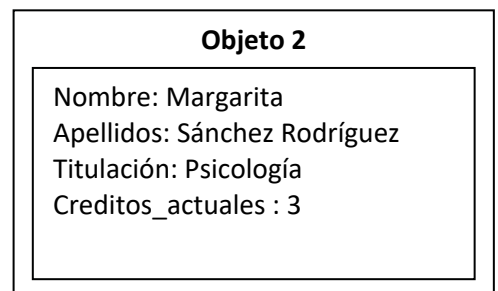 Objeto 2
Nombre: Margarita
Apellidos: Sánchez Rodríguez
Titulación: Psicología
Creditos_actuales : 3